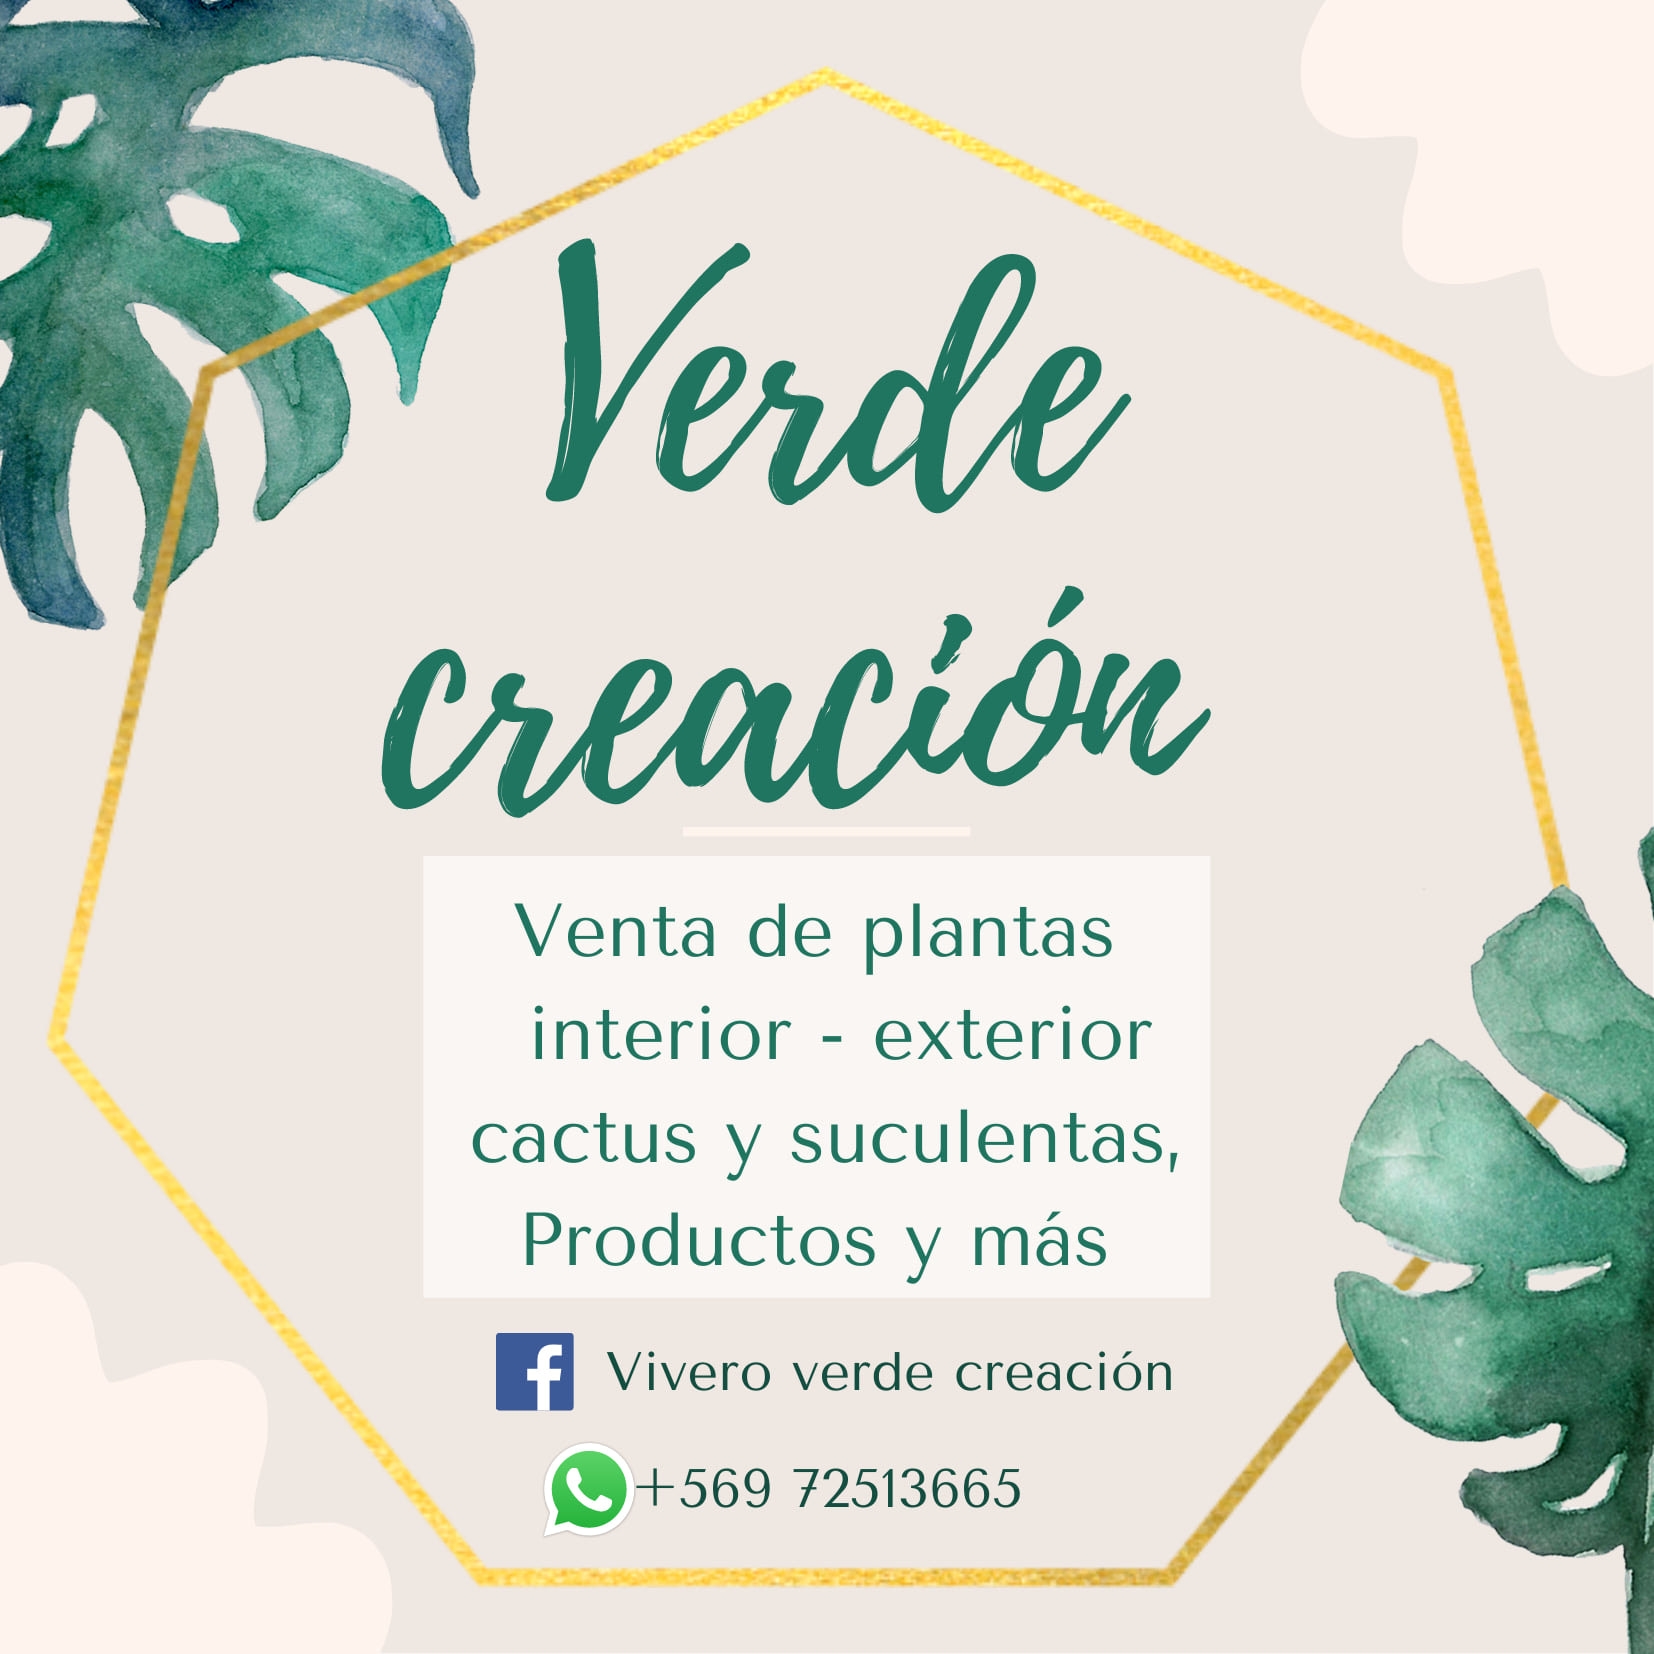 Verde
creación
Venta de plantas
interior - exterior
cactus y suculentas,
Productos y más
Vivero verde creación
+569 72513665